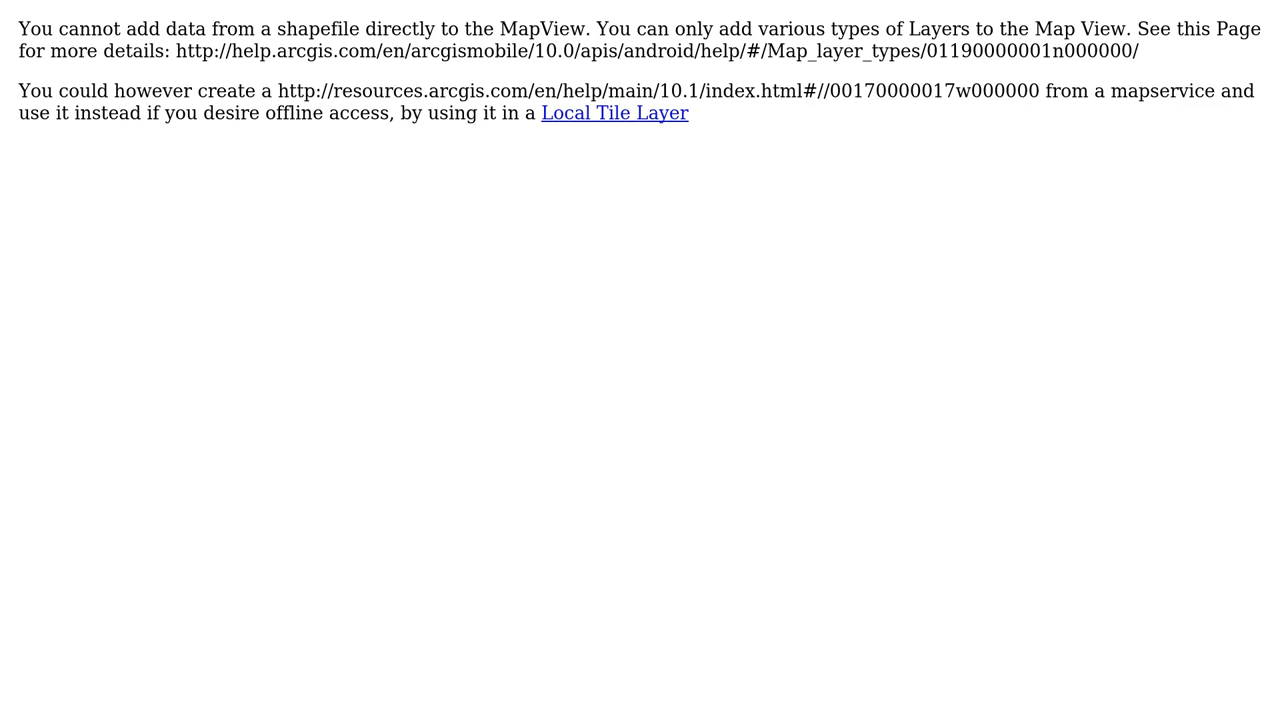 You cannot add data from a shapefile directly to the MapView. You can only add various types of Layers to the Map View. See this Page
for more details: http://help.arcgis.com/en/arcgismobile/10.0/apis/android/help/#/Map_layer_types/01190000001n000000/
You could however create a http://resources.arcgis.com/en/help/main/10.1/index.html#//00170000017w000000 from a mapservice and
use it instead if you desire offline access, by using it in a Local Tile Layer